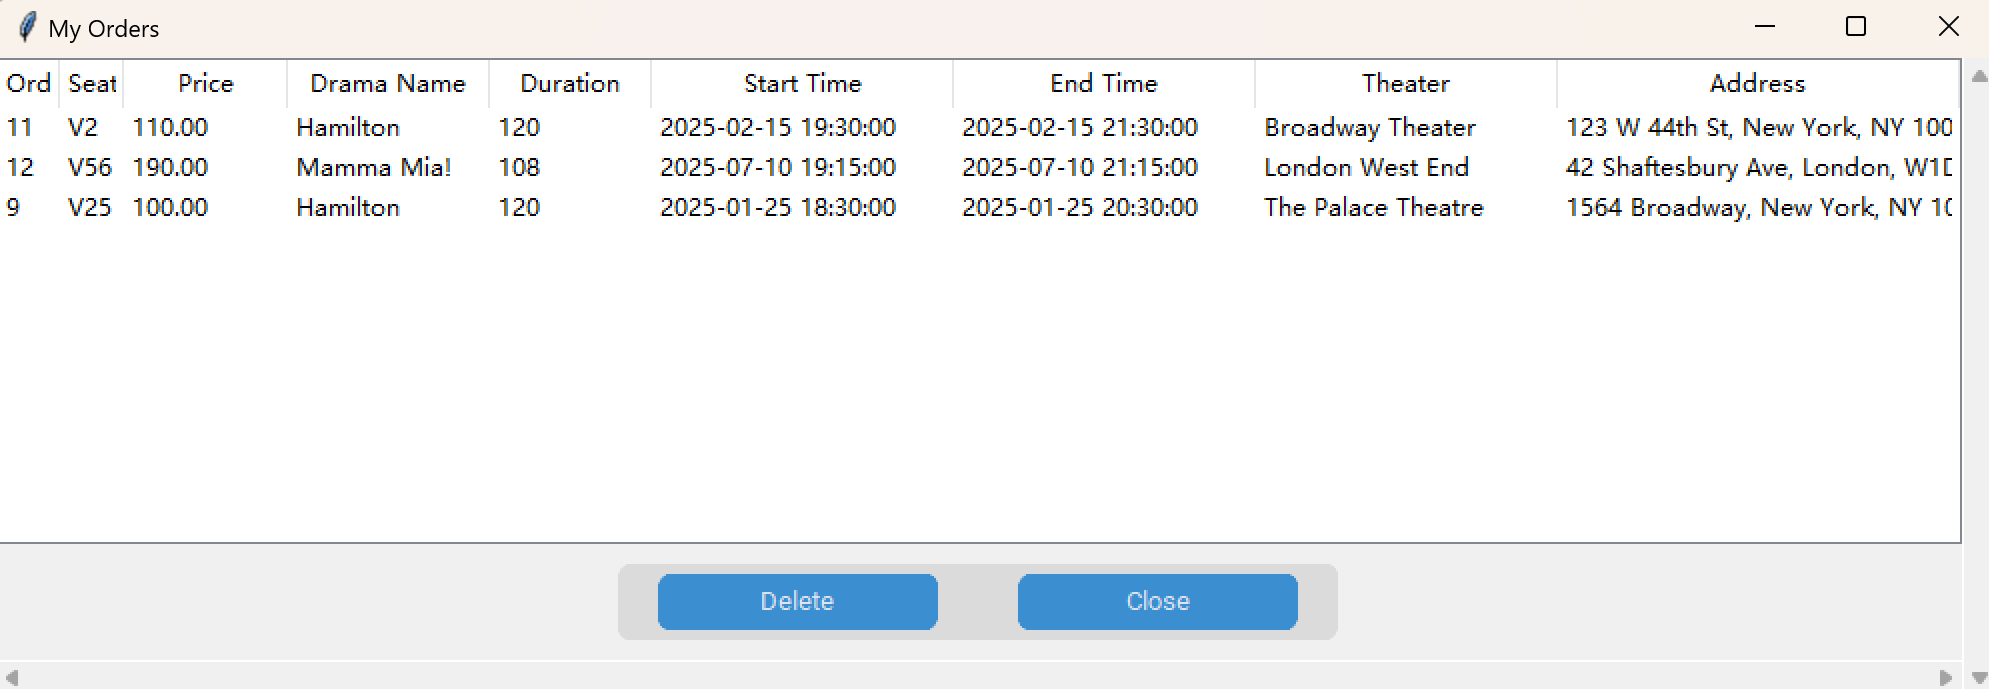 My Orders
Ord Seat Price Drama Name Duration Start Time End Time Theater Address
11 V2 110.00 Hamilton 120 2025-02-15 19:30:00 2025-02-15 21:30:00 Broadway Theater 123 W 44th St, New York, NY 100
12 V56 190.00 Mamma Mia! 108 2025-07-10 19:15:00 2025-07-10 21:15:00 London West End 42 Shaftesbury Ave, London, W1D
9 V25 100.00 Hamilton 120 2025-01-25 18:30:00 2025-01-25 20:30:00 The Palace Theatre 1564 Broadway, New York, NY 10
Delete Close